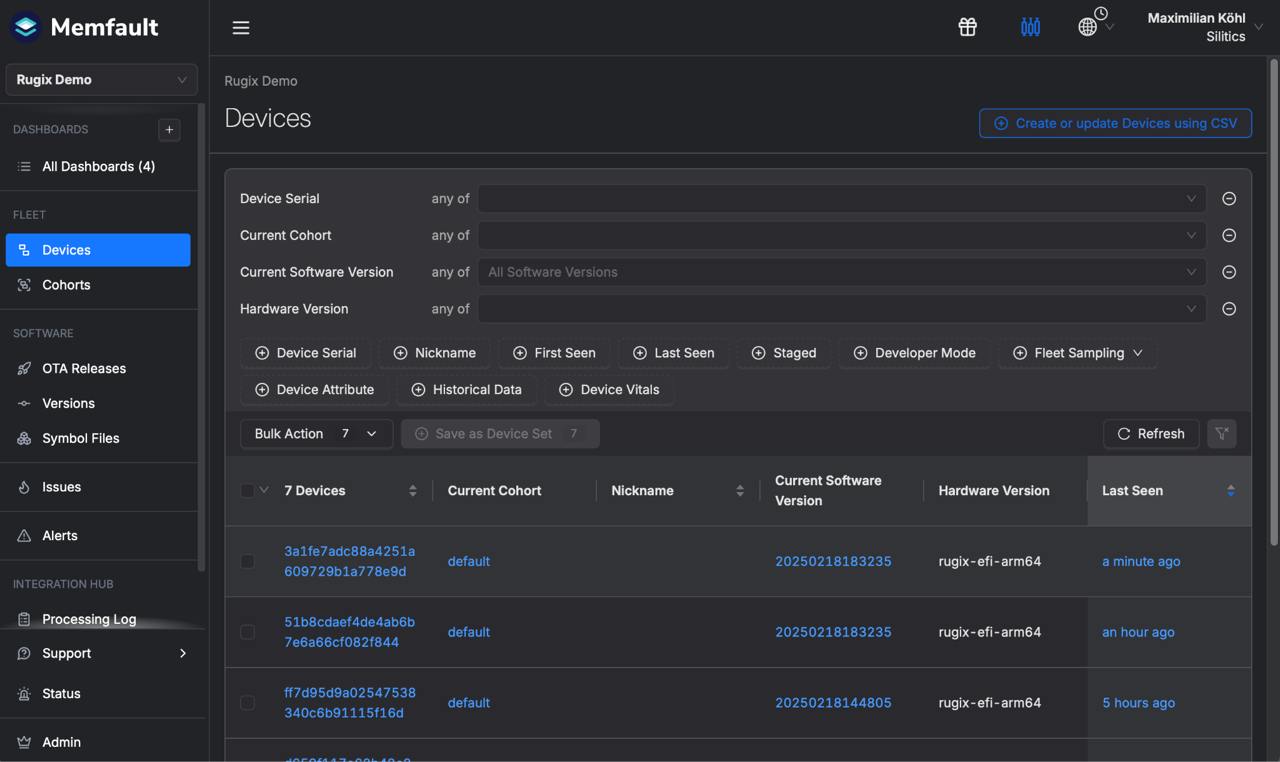 Memfault
Maximilian Köhl
Silitics
Rugix Demo
DASHBOARDS
All Dashboards (4)
FLEET
Devices
Cohorts
SOFTWARE
OTA Releases
Versions
Symbol Files
Issues
Alerts
INTEGRATION HUB
Processing Log
Support
Status
Admin
Rugix Demo
Devices
Create or update Devices using CSV
Device Serial any of
Current Cohort any of
Current Software Version any of All Software Versions
Hardware Version any of
Device Serial Nickname First Seen Last Seen Staged Developer Mode Fleet Sampling
Device Attribute Historical Data Device Vitals
Bulk Action 7 Save as Device Set 7 Refresh
7 Devices Current Cohort Nickname Current Software Version Hardware Version Last Seen
3a1fe7adc88a4251a
609729b1a778e9d
default 20250218183235 rugix-efi-arm64 a minute ago
51b8cdaef4de4ab6b
7e6a66cf082f844
default 20250218183235 rugix-efi-arm64 an hour ago
ff7d95d9a02547538
340c6b91115f16d
default 20250218144805 rugix-efi-arm64 5 hours ago